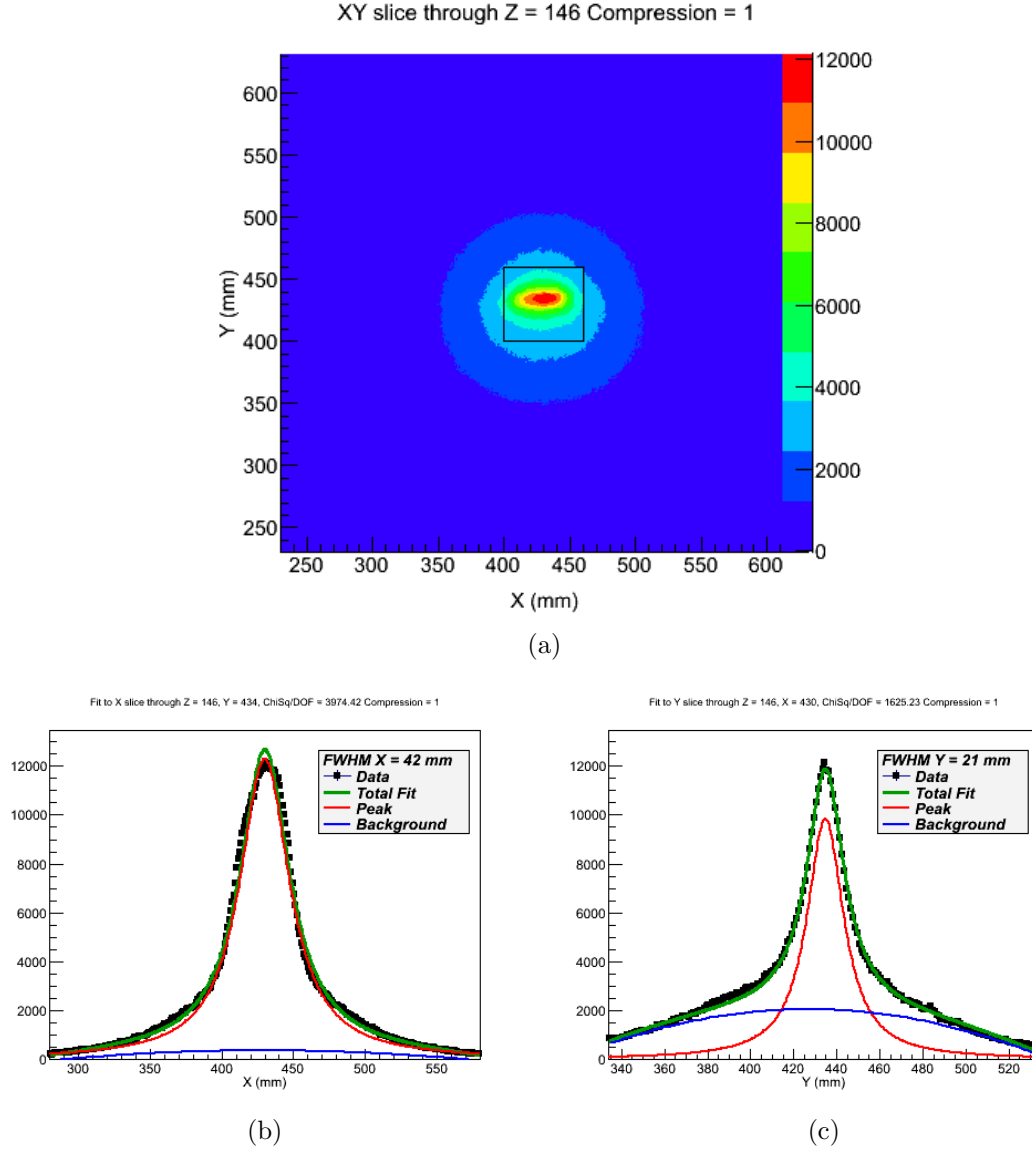 XY slice through Z = 146 Compression = 1
600
550
500
450
400
350
300
250
Y (mm)
250 300 350 400 450 500 550 600
X (mm)
12000
10000
8000
6000
4000
2000
0
(a)
Fit to X slice through Z = 146, Y = 434, ChiSq/DOF = 3974.42 Compression = 1
12000
10000
8000
6000
4000
2000
0
300 350 400 450 500 550
X (mm)
FWHM X = 42 mm
Data
Total Fit
Peak
Background
(b)
Fit to Y slice through Z = 146, X = 430, ChiSq/DOF = 1625.23 Compression = 1
12000
10000
8000
6000
4000
2000
0
340 360 380 400 420 440 460 480 500 520
Y (mm)
FWHM Y = 21 mm
Data
Total Fit
Peak
Background
(c)